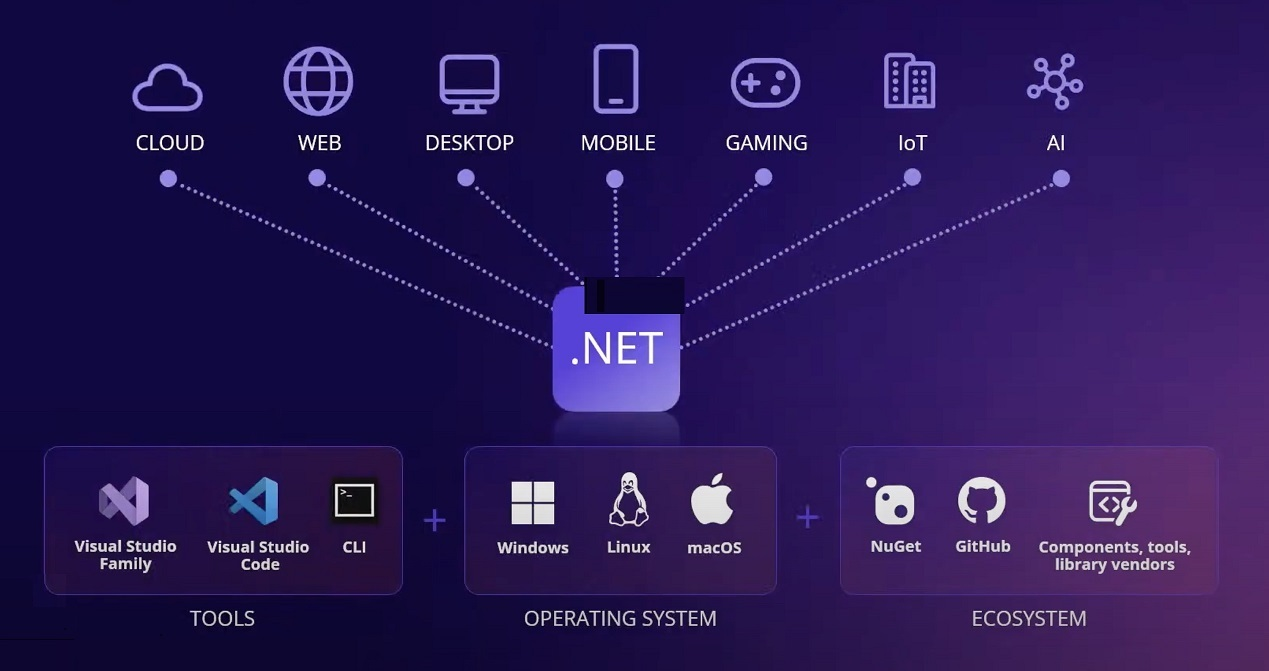 CLOUD
WEB
DESKTOP
MOBILE
GAMING
IoT
AI
.NET
>_
Visual Studio
Family
Visual Studio
Code
CLI
Windows
Linux
macOS
NuGet
GitHub
Components, tools,
library vendors
TOOLS
OPERATING SYSTEM
ECOSYSTEM